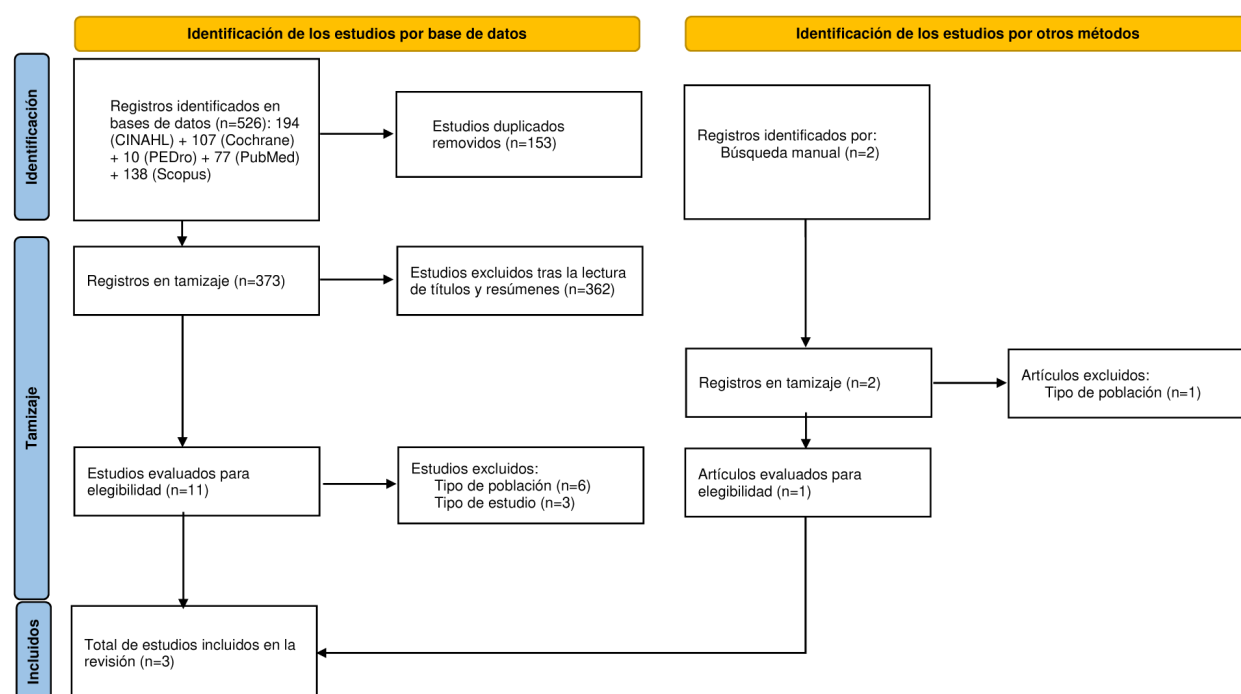 Identificación de los estudios por base de datos
Identificación de los estudios por otros métodos
Identificación
Registros identificados en
bases de datos (n=526): 194
(CINAHL) + 107 (Cochrane)
+ 10 (PEDro) + 77 (PubMed)
+ 138 (Scopus)
Estudios duplicados
removidos (n=153)
Registros identificados por:
Búsqueda manual (n=2)
Tamizaje
Registros en tamizaje (n=373)
Estudios excluidos tras la lectura
de títulos y resúmenes (n=362)
Registros en tamizaje (n=2)
Artículos excluidos:
Tipo de población (n=1)
Estudios evaluados para
elegibilidad (n=11)
Estudios excluidos:
Tipo de población (n=6)
Tipo de estudio (n=3)
Artículos evaluados para
elegibilidad (n=1)
Incluidos
Total de estudios incluidos en la
revisión (n=3)